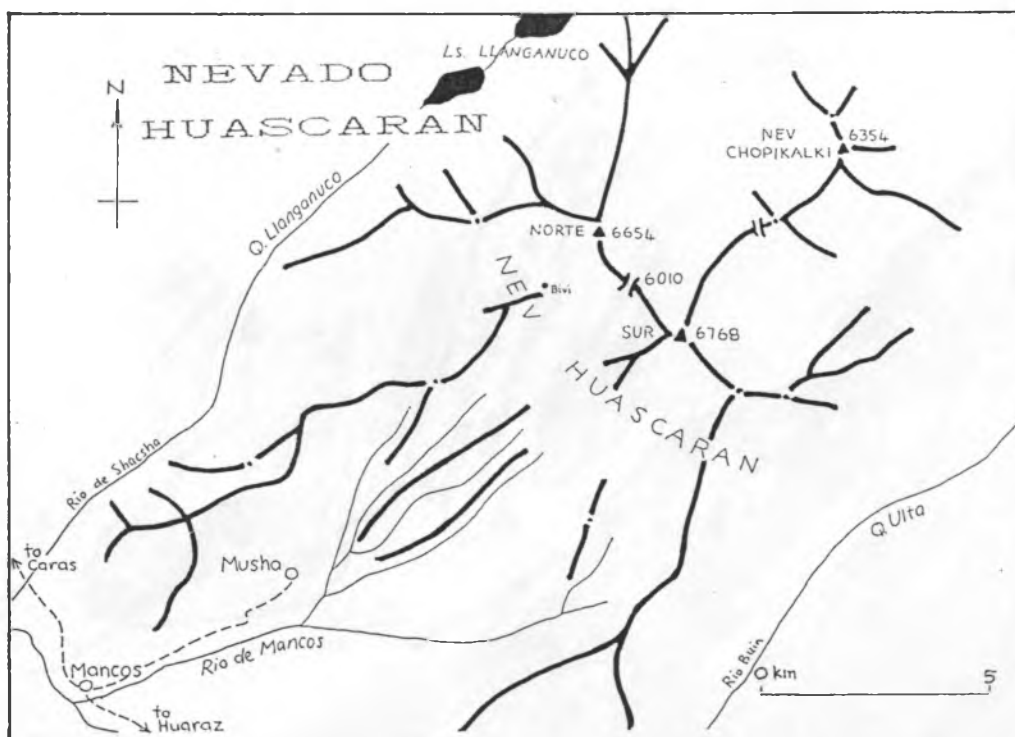 Ls. LLANGANUCO
N
NEVADO
HUASCARAN
NEV
CHOPIKALKI
6354
Q. Llanganuco
NORTE
6654
NEV
Bivi
6010
SUR
6768
HUASCARAN
Rio de Shacsha
Q. Ulta
to
Caras
Musha
Mancos
Rio de Mancos
to
Huaraz
Rio Buin
0 km
5